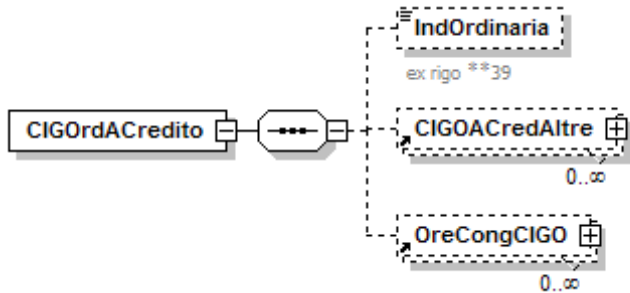 IndOrdinaria
ex rigo **39
CIGOrdACredito
CIGOACredAltre
0..∞
OreCongCIGO
0..∞